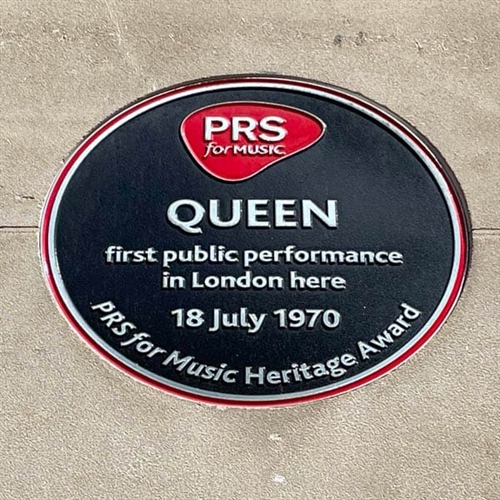 PRS
for MUSIC
QUEEN
first public performance
in London here
18 July 1970
PRS for Music Heritage Award